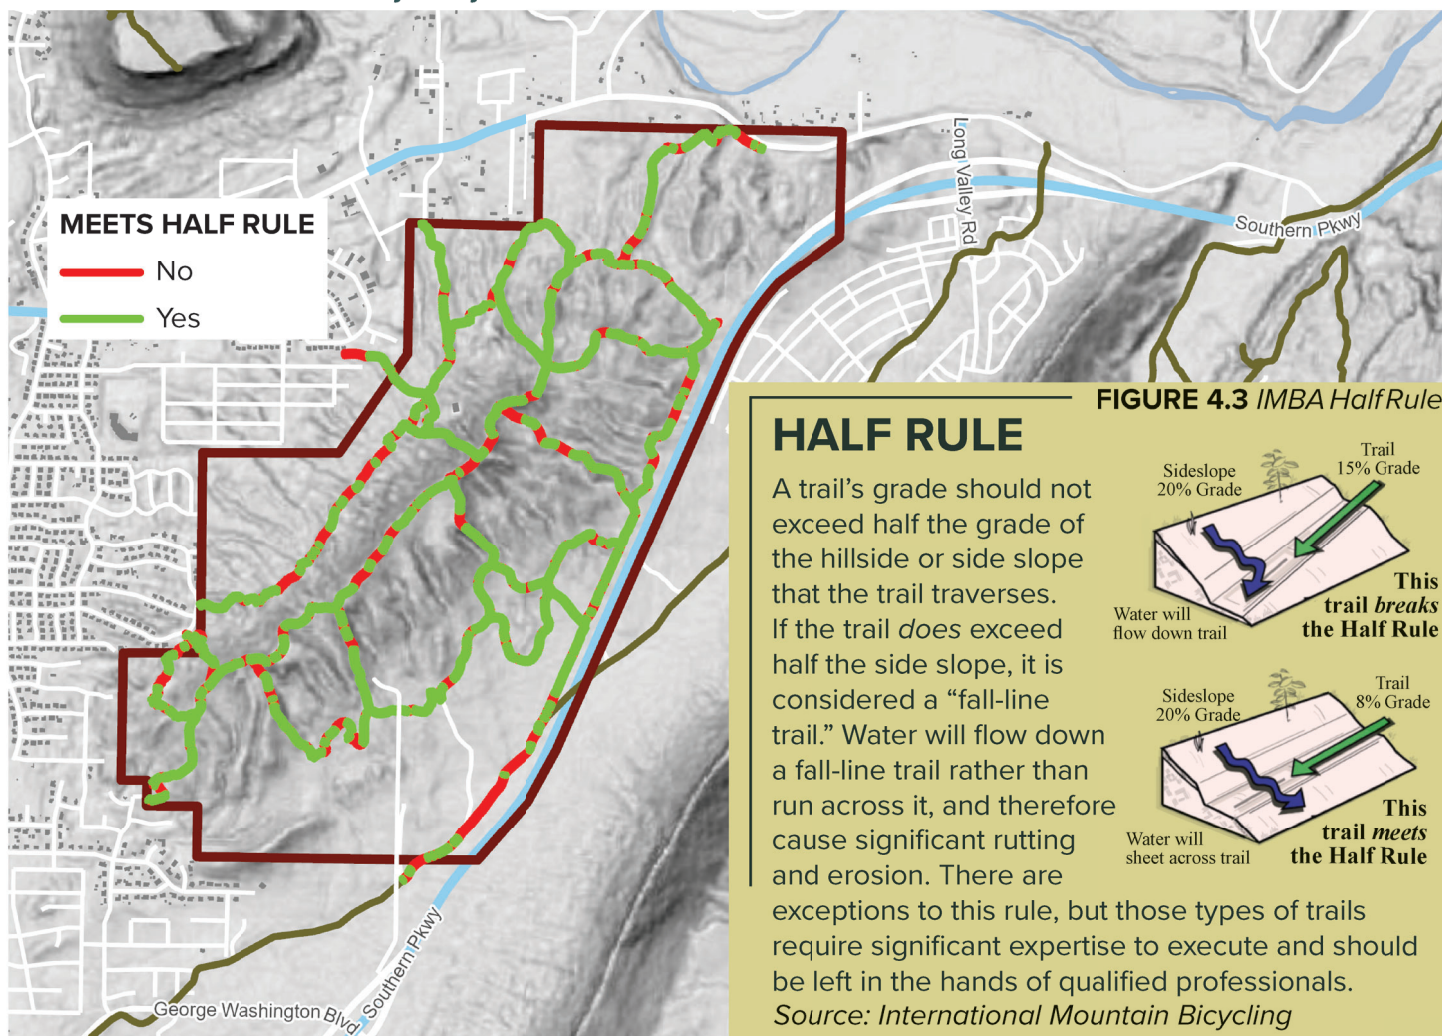 MEETS HALF RULE
No
Yes
Long Valley Rd
Southern Pkwy
George Washington Blvd
Southern Pkwy
FIGURE 4.3 IMBA Half Rule
HALF RULE
A trail's grade should not
exceed half the grade of
the hillside or side slope
that the trail traverses.
If the trail does exceed
half the side slope, it is
considered a “fall-line
trail.” Water will flow down
a fall-line trail rather than
run across it, and therefore
cause significant rutting
and erosion. There are
exceptions to this rule, but those types of trails
require significant expertise to execute and should
be left in the hands of qualified professionals.
Source: International Mountain Bicycling
Sideslope
20% Grade
Trail
15% Grade
Water will
flow down trail
This
trail breaks
the Half Rule
Sideslope
20% Grade
Trail
8% Grade
Water will
sheet across trail
This
trail meets
the Half Rule